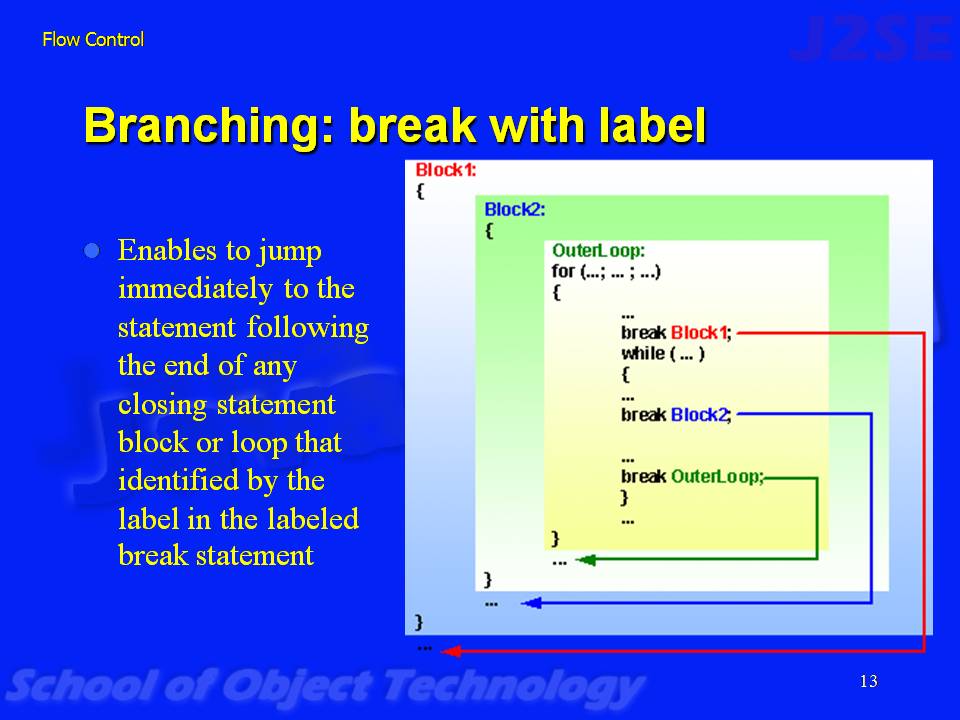 Flow Control
J2SE
Branching: break with label
Enables to jump
immediately to the
statement following
the end of any
closing statement
block or loop that
identified by the
label in the labeled
break statement
Block1:
{
Block2:
{
OuterLoop:
for (...; ... ; ...)
{
...
break Block1;
while ( ... )
{
...
break Block2;
...
break OuterLoop;
}
...
}
...
}
...
}
...
School of Object Technology
13